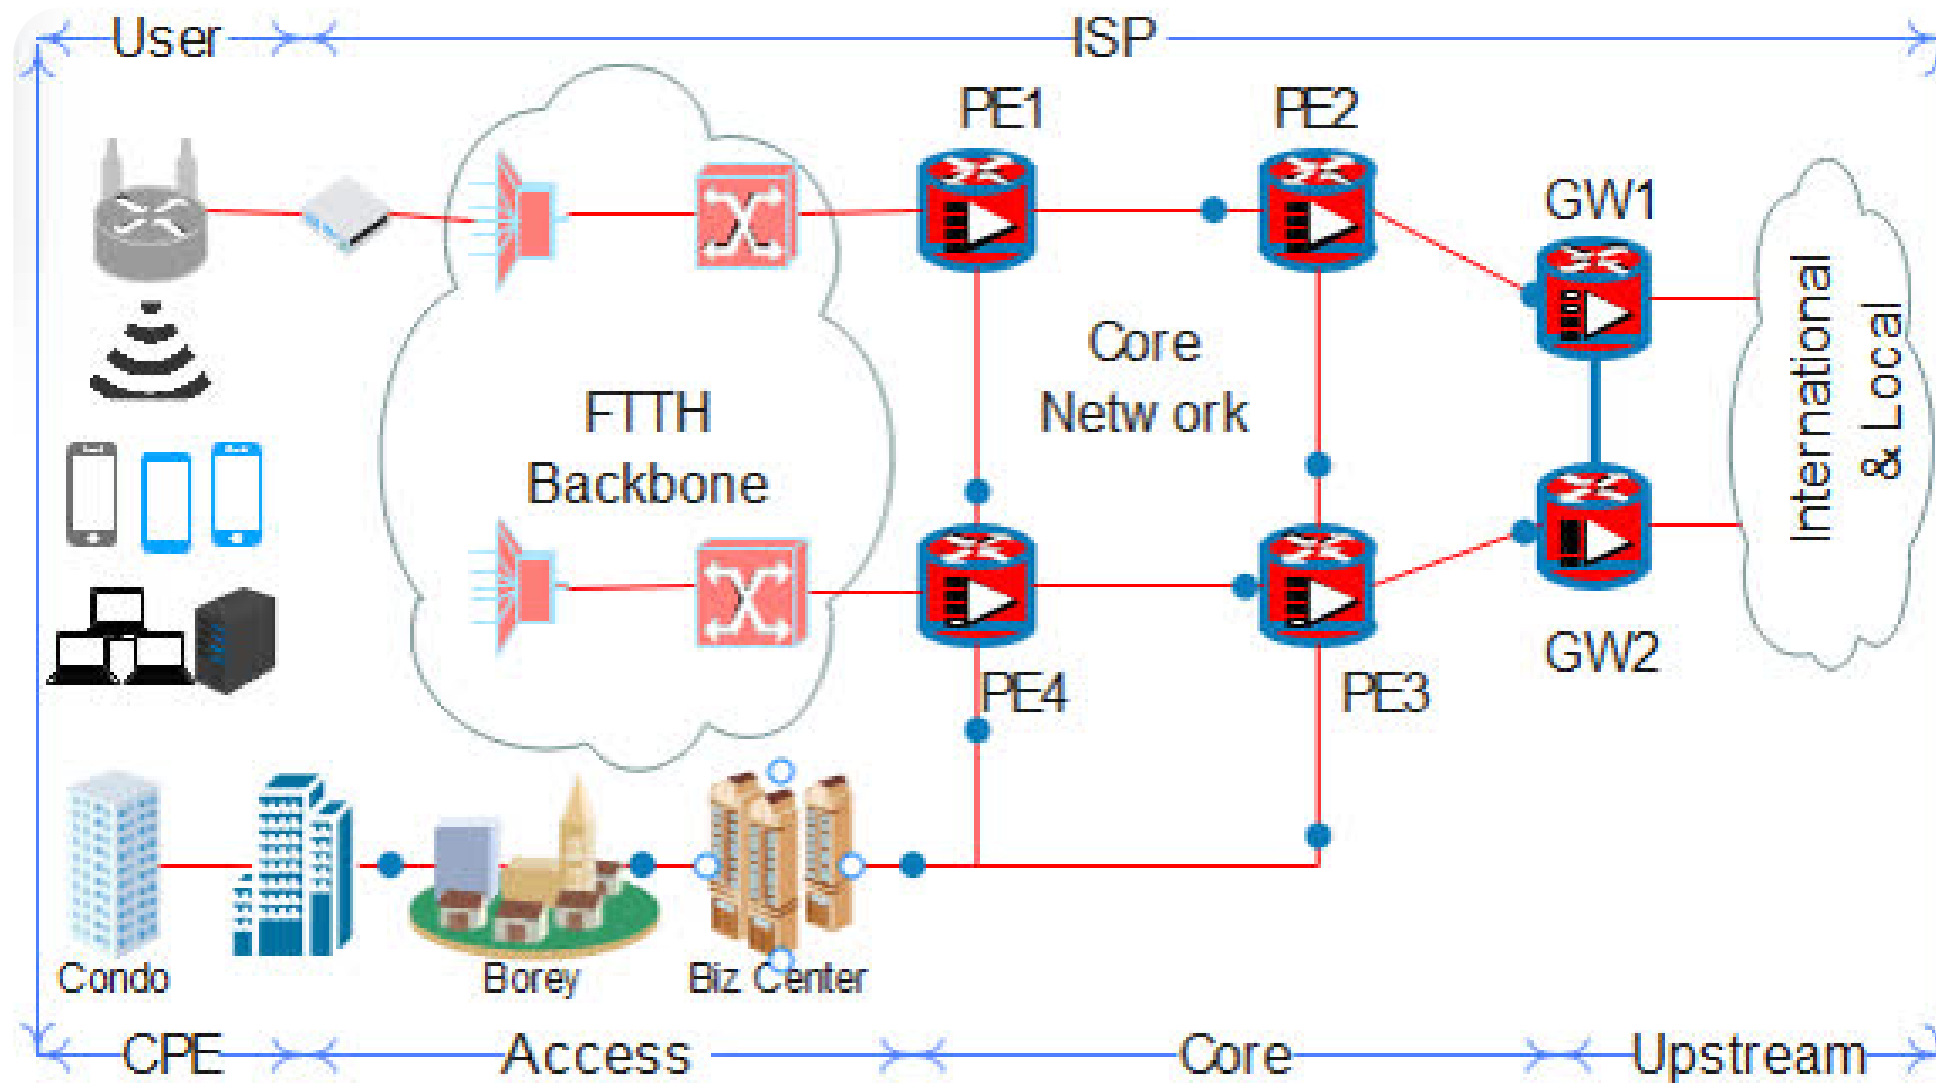 User
ISP
PE1
PE2
GW1
Core
Netw ork
FTTH
Backbone
International
& Local
PE4
PE3
GW2
Condo
Borey
Biz Center
CPE
Access
Core
Upstream